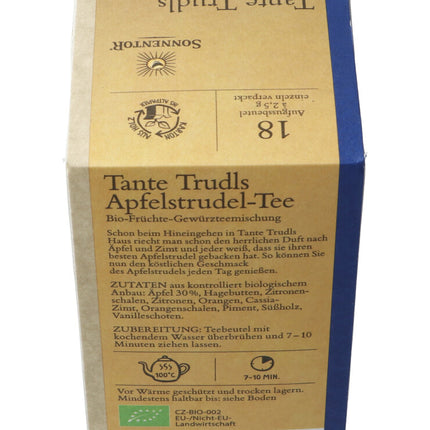 Tante Trudls
SONNENTOR
18
Aufgussbeutel
à 2,5 g
einzeln verpackt
KARTON
AUS HOLZ
Tante Trudls
Apfelstrudel-Tee
Bio-Früchte-Gewürzteemischung
Schon beim Hineingehen in Tante Trudls
Haus riecht man schon den herrlichen Duft nach
Äpfel und Zimt und jeder weiß, dass sie ihren
besten Apfelstrudel gebacken hat. So können Sie
nun den köstlichen Geschmack
des Apfelstrudels jeden Tag genießen.
ZUTATEN aus kontrolliert biologischem
Anbau: Äpfel 30%, Hagebutten, Zitronen-
schalen, Zitronen, Orangen, Cassia-
Zimt, Orangenschalen, Piment, Süßholz,
Vanilleschoten.
ZUBEREITUNG: Teebeutel mit
kochendem Wasser überbrühen und 7–10
Minuten ziehen lassen.
100°C
7-10 MIN.
Vor Wärme geschützt und trocken lagern.
Mindestens haltbar bis: siehe Boden
CZ-BIO-002
EU-/Nicht-EU-
Landwirtschaft